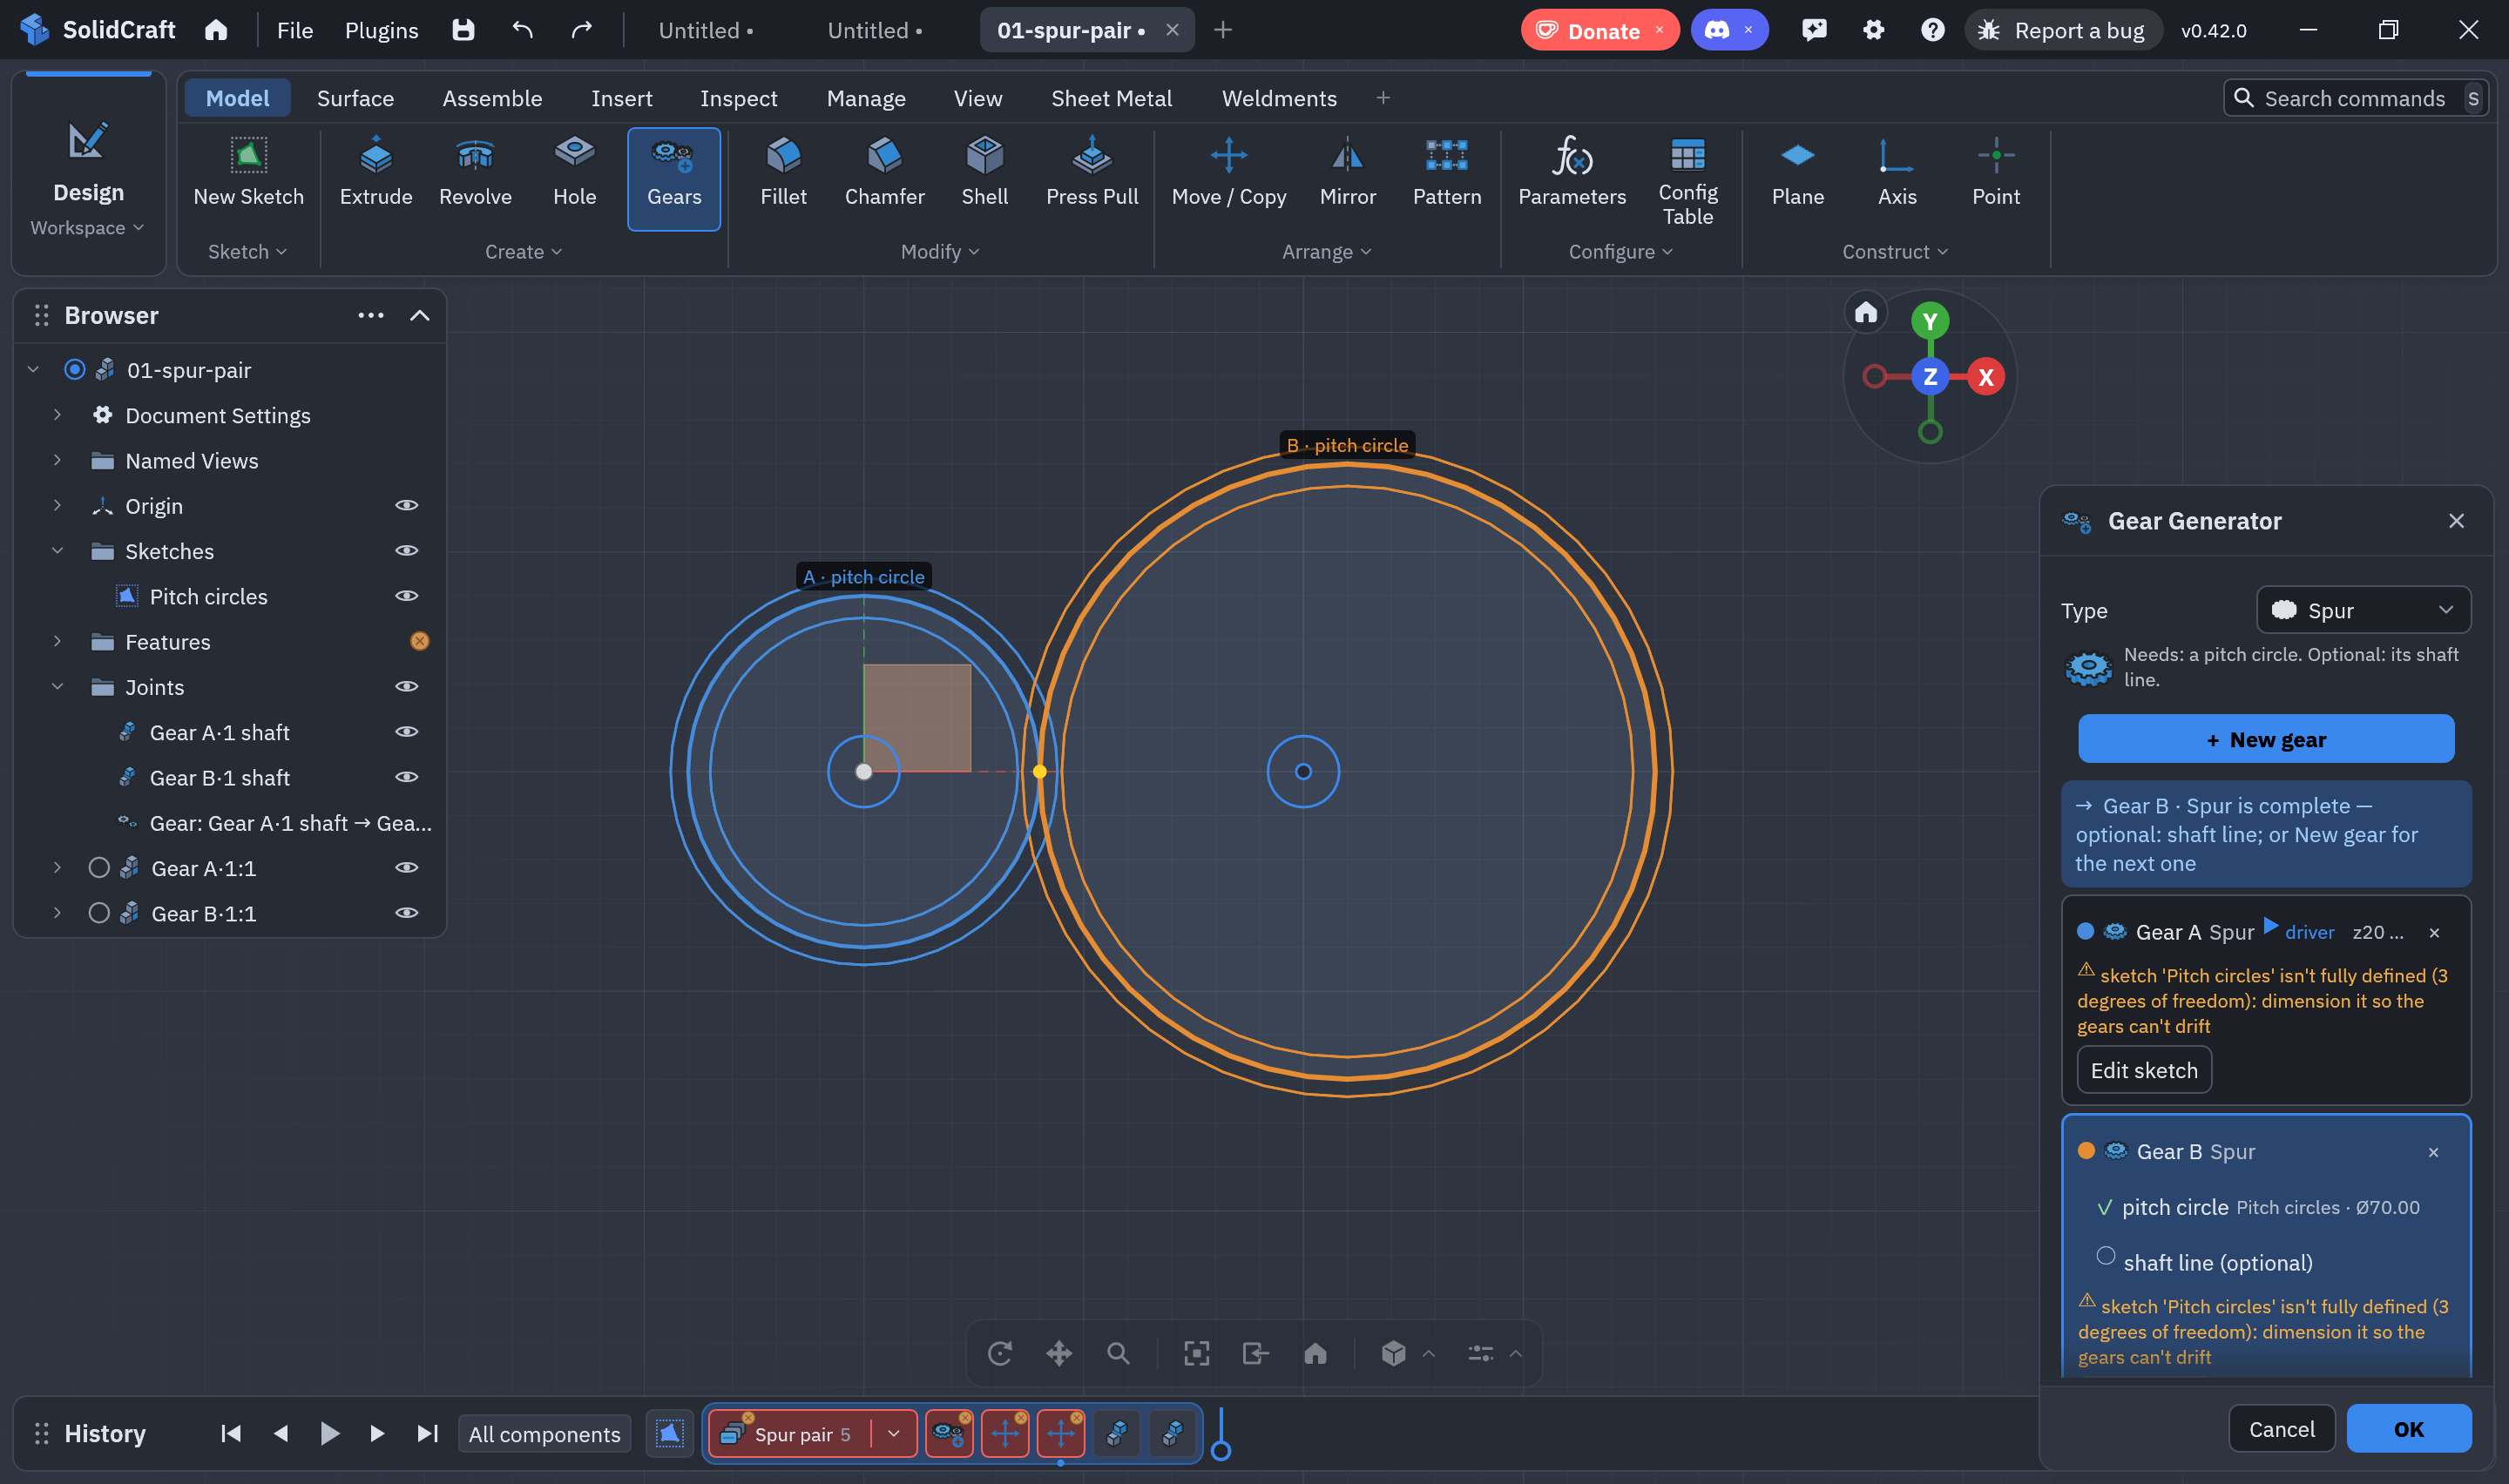 SolidCraft
File
Plugins
Untitled •
Untitled •
01-spur-pair •
Donate
Report a bug
v0.42.0
Design
Workspace
Model
Surface
Assemble
Insert
Inspect
Manage
View
Sheet Metal
Weldments
Search commands
S
New Sketch
Extrude
Revolve
Hole
Gears
Fillet
Chamfer
Shell
Press Pull
Move / Copy
Mirror
Pattern
Parameters
Config
Table
Plane
Axis
Point
Sketch
Create
Modify
Arrange
Configure
Construct
Browser
01-spur-pair
Document Settings
Named Views
Origin
Sketches
Pitch circles
Features
Joints
Gear A·1 shaft
Gear B·1 shaft
Gear: Gear A·1 shaft → Gea...
Gear A·1:1
Gear B·1:1
Y
Z
X
B · pitch circle
A · pitch circle
Gear Generator
Type
Spur
Needs: a pitch circle. Optional: its shaft
line.
+ New gear
→ Gear B · Spur is complete —
optional: shaft line; or New gear for
the next one
Gear A Spur driver z20 ...
⚠ sketch 'Pitch circles' isn't fully defined (3
degrees of freedom): dimension it so the
gears can't drift
Edit sketch
Gear B Spur
✓ pitch circle Pitch circles · Ø70.00
shaft line (optional)
⚠ sketch 'Pitch circles' isn't fully defined (3
degrees of freedom): dimension it so the
gears can't drift
Cancel
OK
History
All components
Spur pair 5